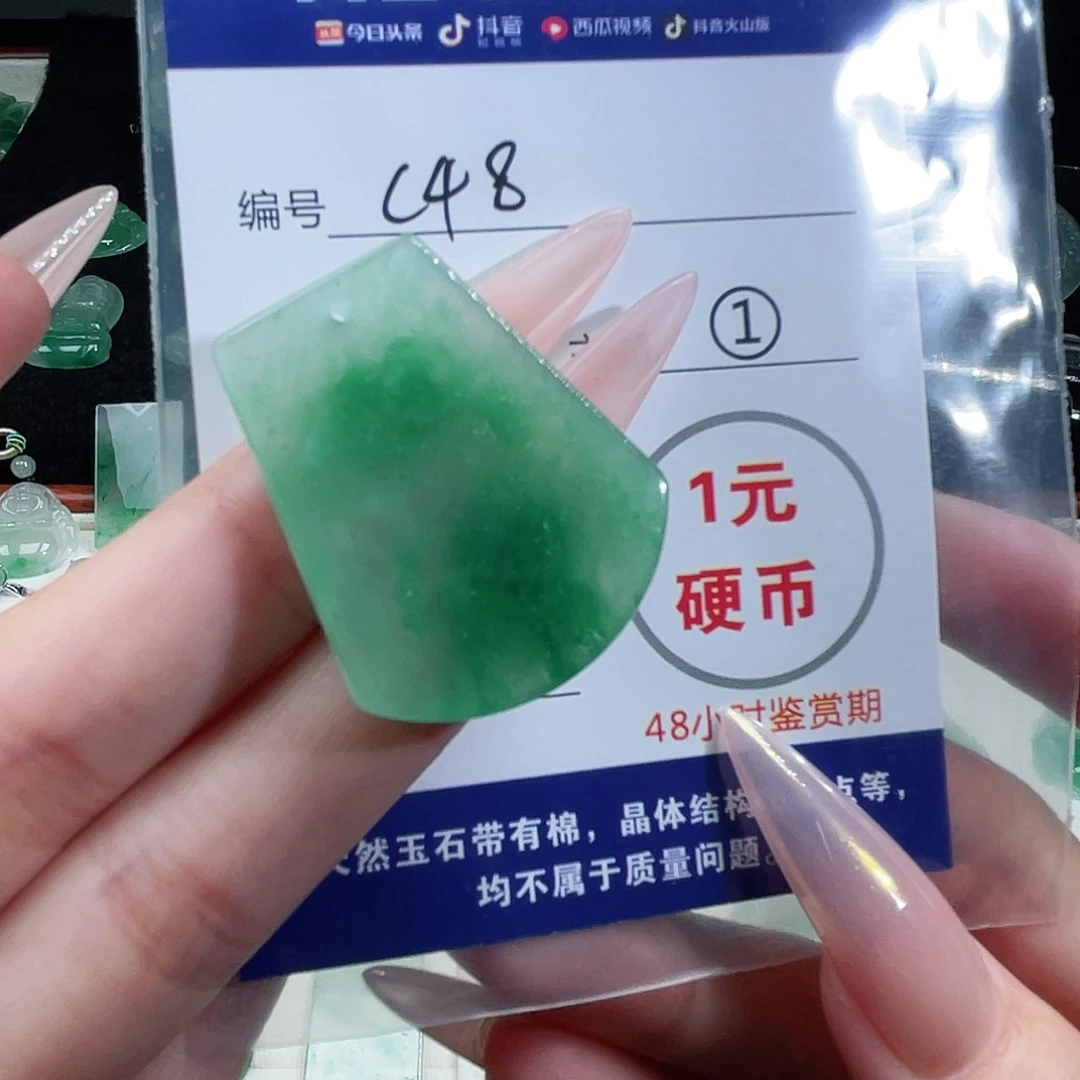 今日头条 抖音 西瓜视频 抖音火山版
编号 C48
①
1元
硬币
48小时鉴赏期
然玉石带有棉，晶体结构 点等，
均不属于质量问题。